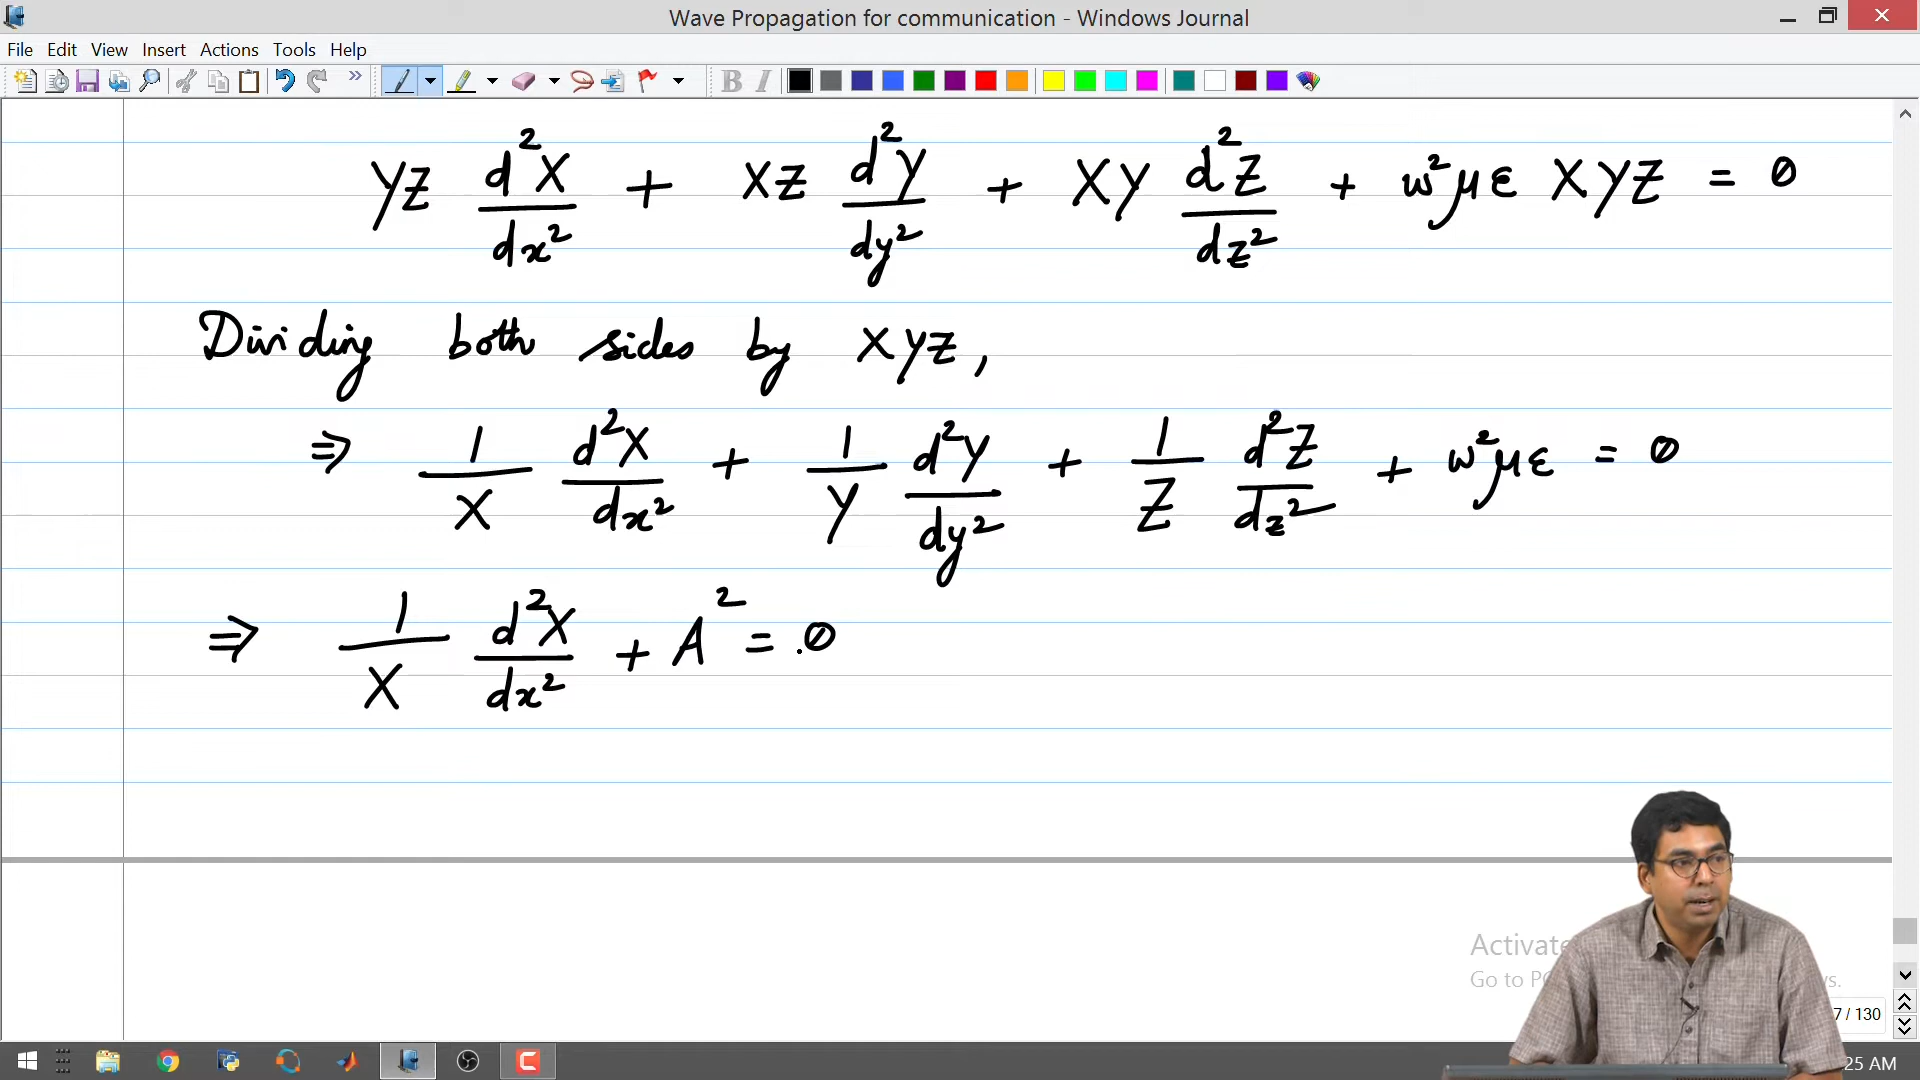 Wave Propagation for communication - Windows Journal
File Edit View Insert Actions Tools Help
B I
YZ d²X/dx² + XZ d²Y/dy² + XY d²Z/dz² + ω²με XYZ = 0
Dividing both sides by XYZ,
⇒ 1/X d²X/dx² + 1/Y d²Y/dy² + 1/Z d²Z/dz² + ω²με = 0
⇒ 1/X d²X/dx² + A² = 0
Activate
Go to
7 / 130
25 AM